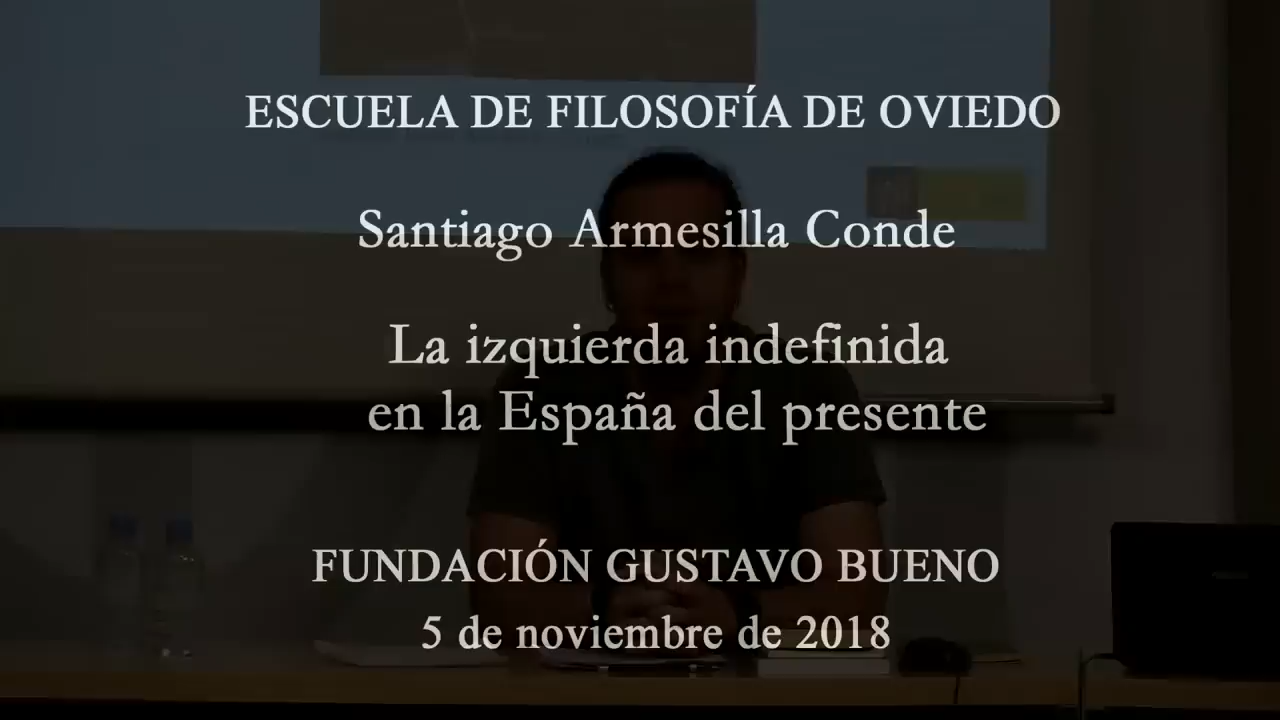 ESCUELA DE FILOSOFÍA DE OVIEDO
Santiago Armesilla Conde
La izquierda indefinida
en la España del presente
FUNDACIÓN GUSTAVO BUENO
5 de noviembre de 2018